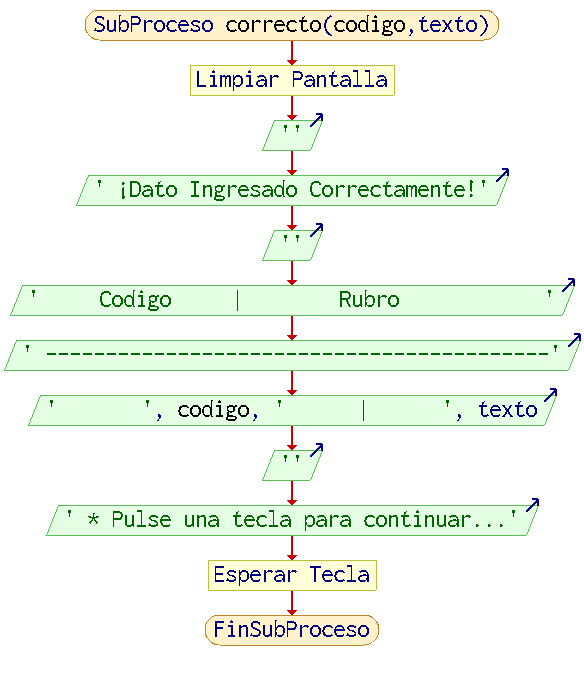 SubProceso correcto(codigo,texto)
Limpiar Pantalla
''
' ¡Dato Ingresado Correctamente!'
''
'     Codigo     |        Rubro            '
' ------------------------------------------'
'       ', codigo, '      |      ', texto
''
' * Pulse una tecla para continuar...'
Esperar Tecla
FinSubProceso